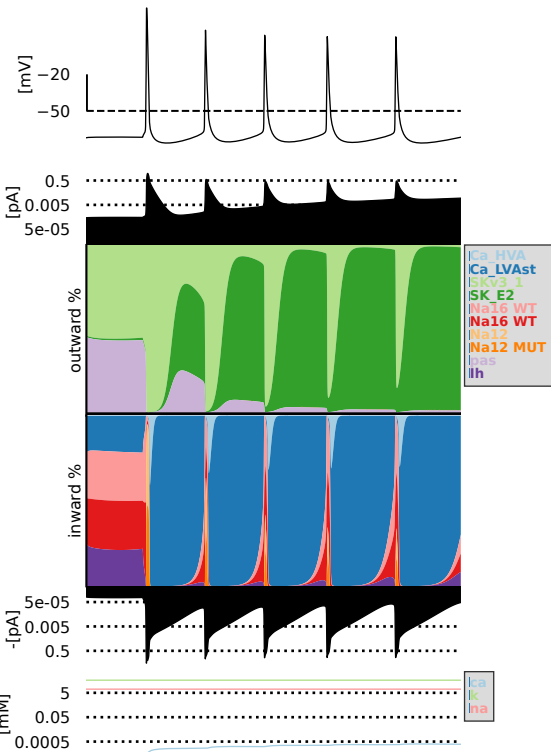 [mV]
−20
−50
[pA]
0.5
0.005
5e-05
outward %
Ca_HVA
Ca_LVAst
SKv3_1
SK_E2
Na16 WT
Na16 WT
Na12
Na12 MUT
pas
Ih
inward %
-[pA]
5e-05
0.005
0.5
[mM]
5
0.05
0.0005
ca
k
na